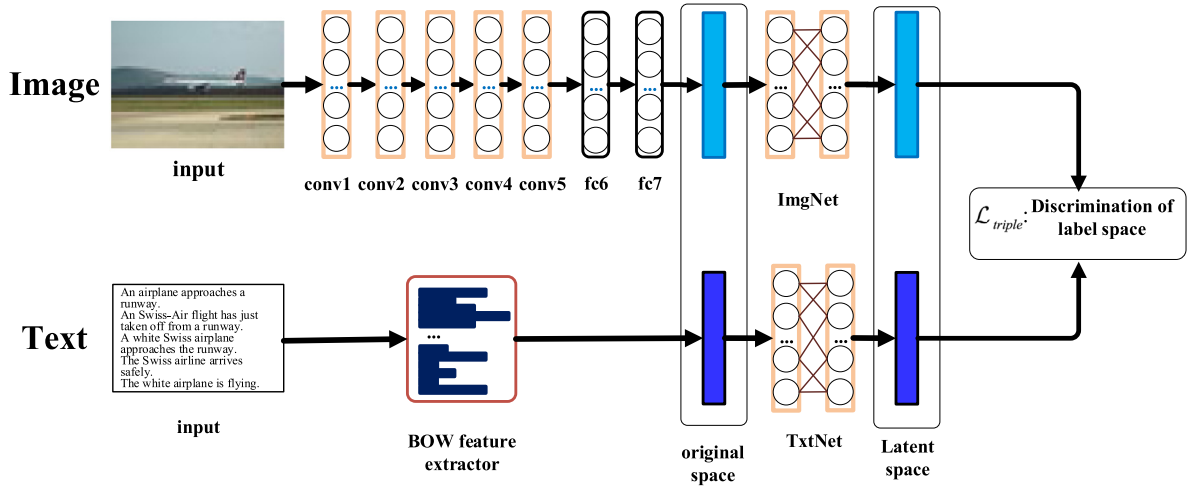 Image
input
conv1 conv2 conv3 conv4 conv5 fc6 fc7
...
ImgNet
ℒ triple: Discrimination of
label space
Text
An airplane approaches a
runway.
An Swiss-Air flight has just
taken off from a runway.
A white Swiss airplane
approaches the runway.
The Swiss airline arrives
safely.
The white airplane is flying.
input
...
BOW feature
extractor
original
space
TxtNet
Latent
space